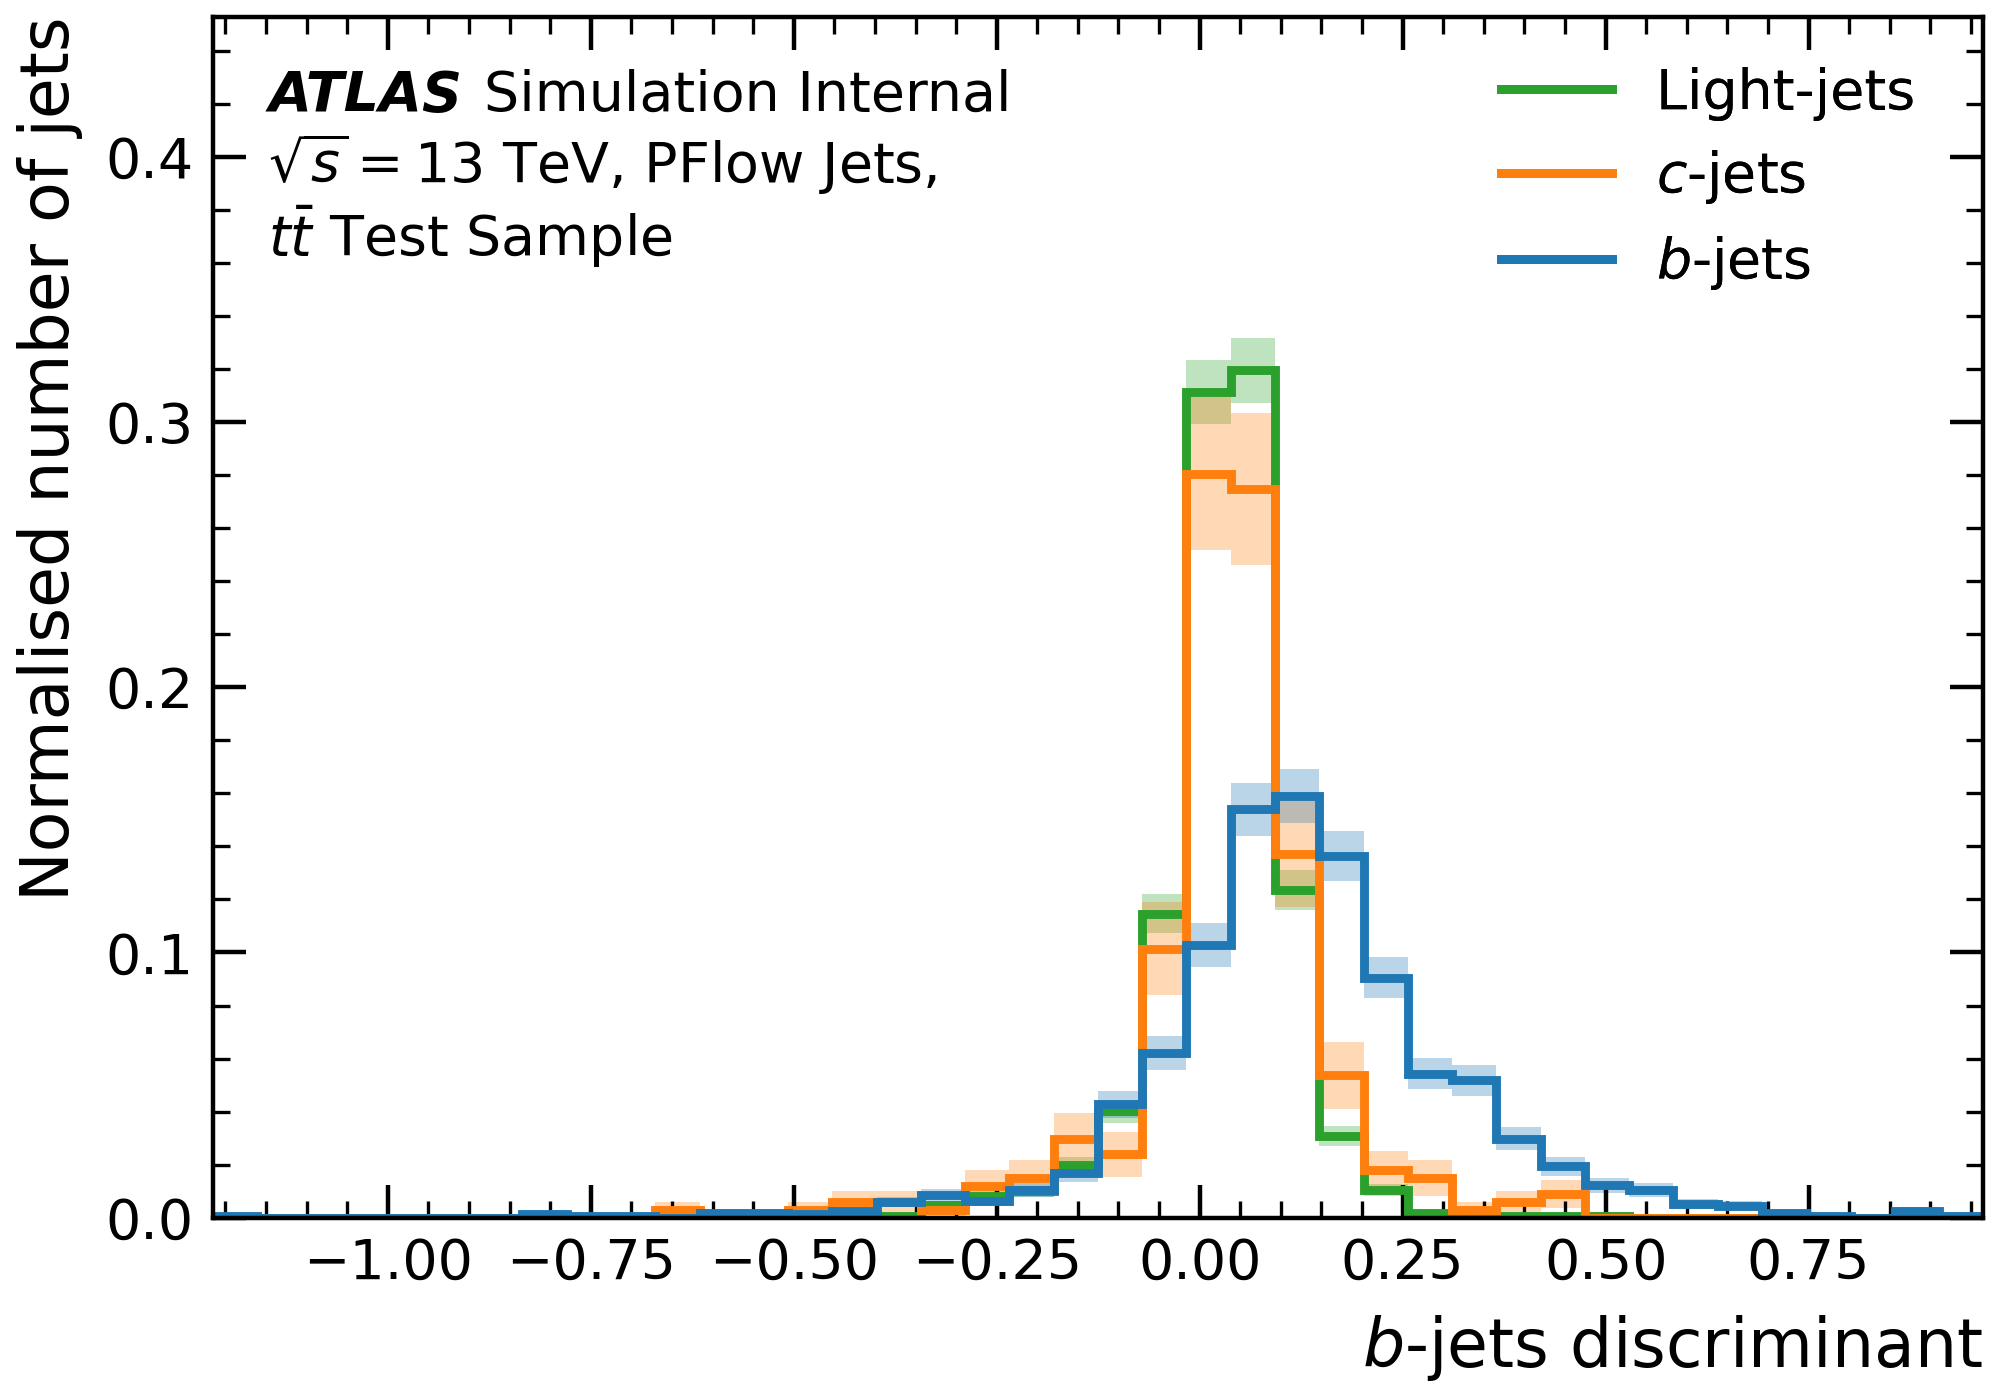 ATLAS Simulation Internal
√s = 13 TeV, PFlow Jets,
tt̄ Test Sample
Light-jets
c-jets
b-jets
Normalised number of jets
0.4
0.3
0.2
0.1
0.0
−1.00 −0.75 −0.50 −0.25 0.00 0.25 0.50 0.75
b-jets discriminant